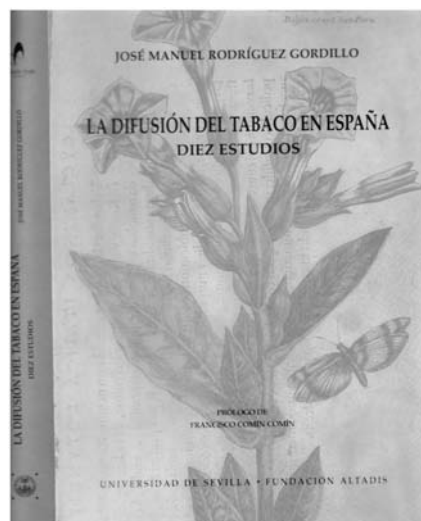 JOSÉ MANUEL RODRÍGUEZ GORDILLO
LA DIFUSIÓN DEL TABACO EN ESPAÑA
DIEZ ESTUDIOS
PRÓLOGO DE
FRANCISCO COMÍN COMÍN
UNIVERSIDAD DE SEVILLA • FUNDACIÓN ALTADIS
JOSÉ MANUEL RODRÍGUEZ GORDILLO
LA DIFUSIÓN DEL TABACO EN ESPAÑA
DIEZ ESTUDIOS